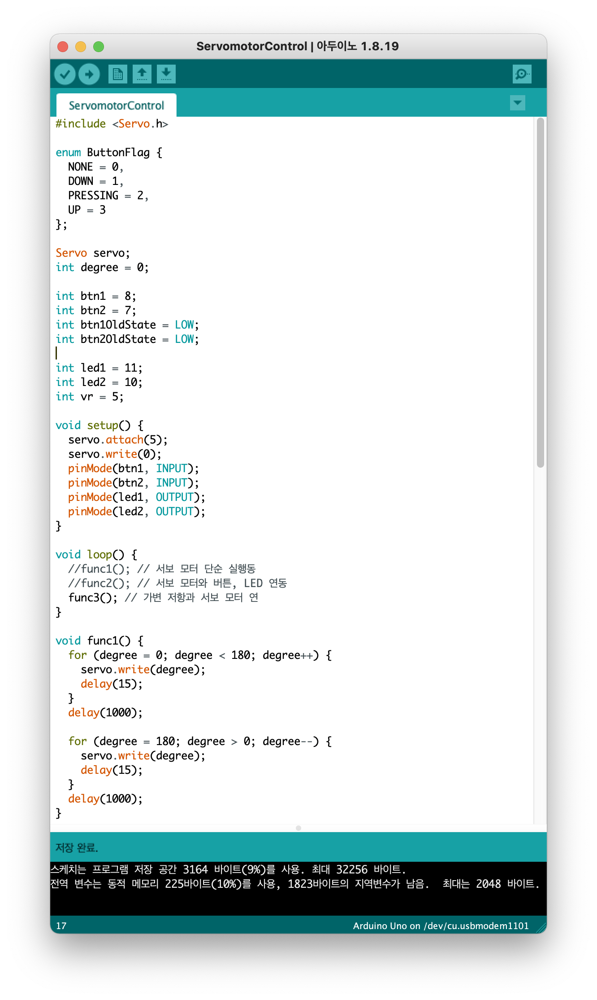 ServomotorControl | 아두이노 1.8.19
ServomotorControl
#include <Servo.h>
enum ButtonFlag {
  NONE = 0,
  DOWN = 1,
  PRESSING = 2,
  UP = 3
};
Servo servo;
int degree = 0;
int btn1 = 8;
int btn2 = 7;
int btn1OldState = LOW;
int btn2OldState = LOW;
int led1 = 11;
int led2 = 10;
int vr = 5;
void setup() {
  servo.attach(5);
  servo.write(0);
  pinMode(btn1, INPUT);
  pinMode(btn2, INPUT);
  pinMode(led1, OUTPUT);
  pinMode(led2, OUTPUT);
}
void loop() {
  //func1(); // 서보 모터 단순 실행동
  //func2(); // 서보 모터와 버튼, LED 연동
  func3(); // 가변 저항과 서보 모터 연
}
void func1() {
  for (degree = 0; degree < 180; degree++) {
    servo.write(degree);
    delay(15);
  }
  delay(1000);
  for (degree = 180; degree > 0; degree--) {
    servo.write(degree);
    delay(15);
  }
  delay(1000);
}
저장 완료.
스케치는 프로그램 저장 공간 3164 바이트(9%)를 사용. 최대 32256 바이트.
전역 변수는 동적 메모리 225바이트(10%)를 사용, 1823바이트의 지역변수가 남음.  최대는 2048 바이트.
17
Arduino Uno on /dev/cu.usbmodem1101